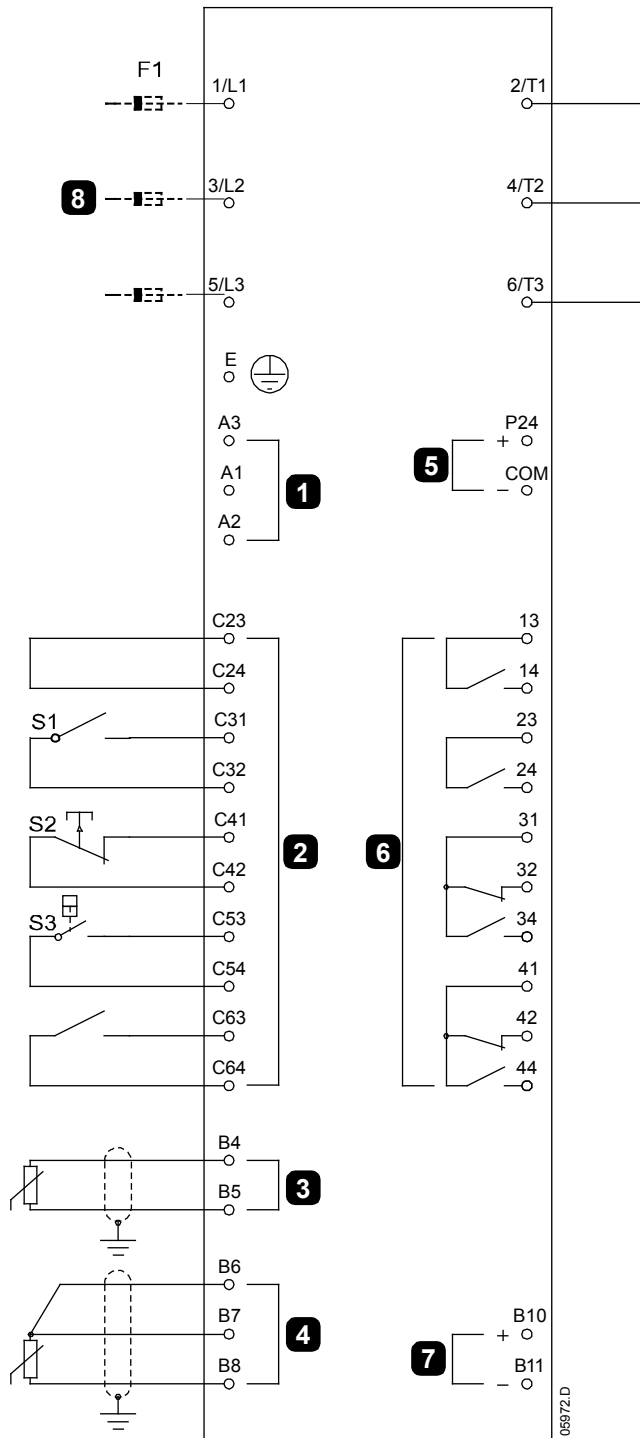 F1
1/L1
2/T1
8
3/L2
4/T2
5/L3
6/T3
E
A3
P24
+
5
A1
COM
1
−
A2
C23
13
C24
14
S1
C31
23
C32
24
S2
C41
31
2
6
C42
32
S3
C53
34
C54
41
C63
42
C64
44
B4
3
B5
B6
B7
B10
4
+
7
B8
B11
−
05972.D